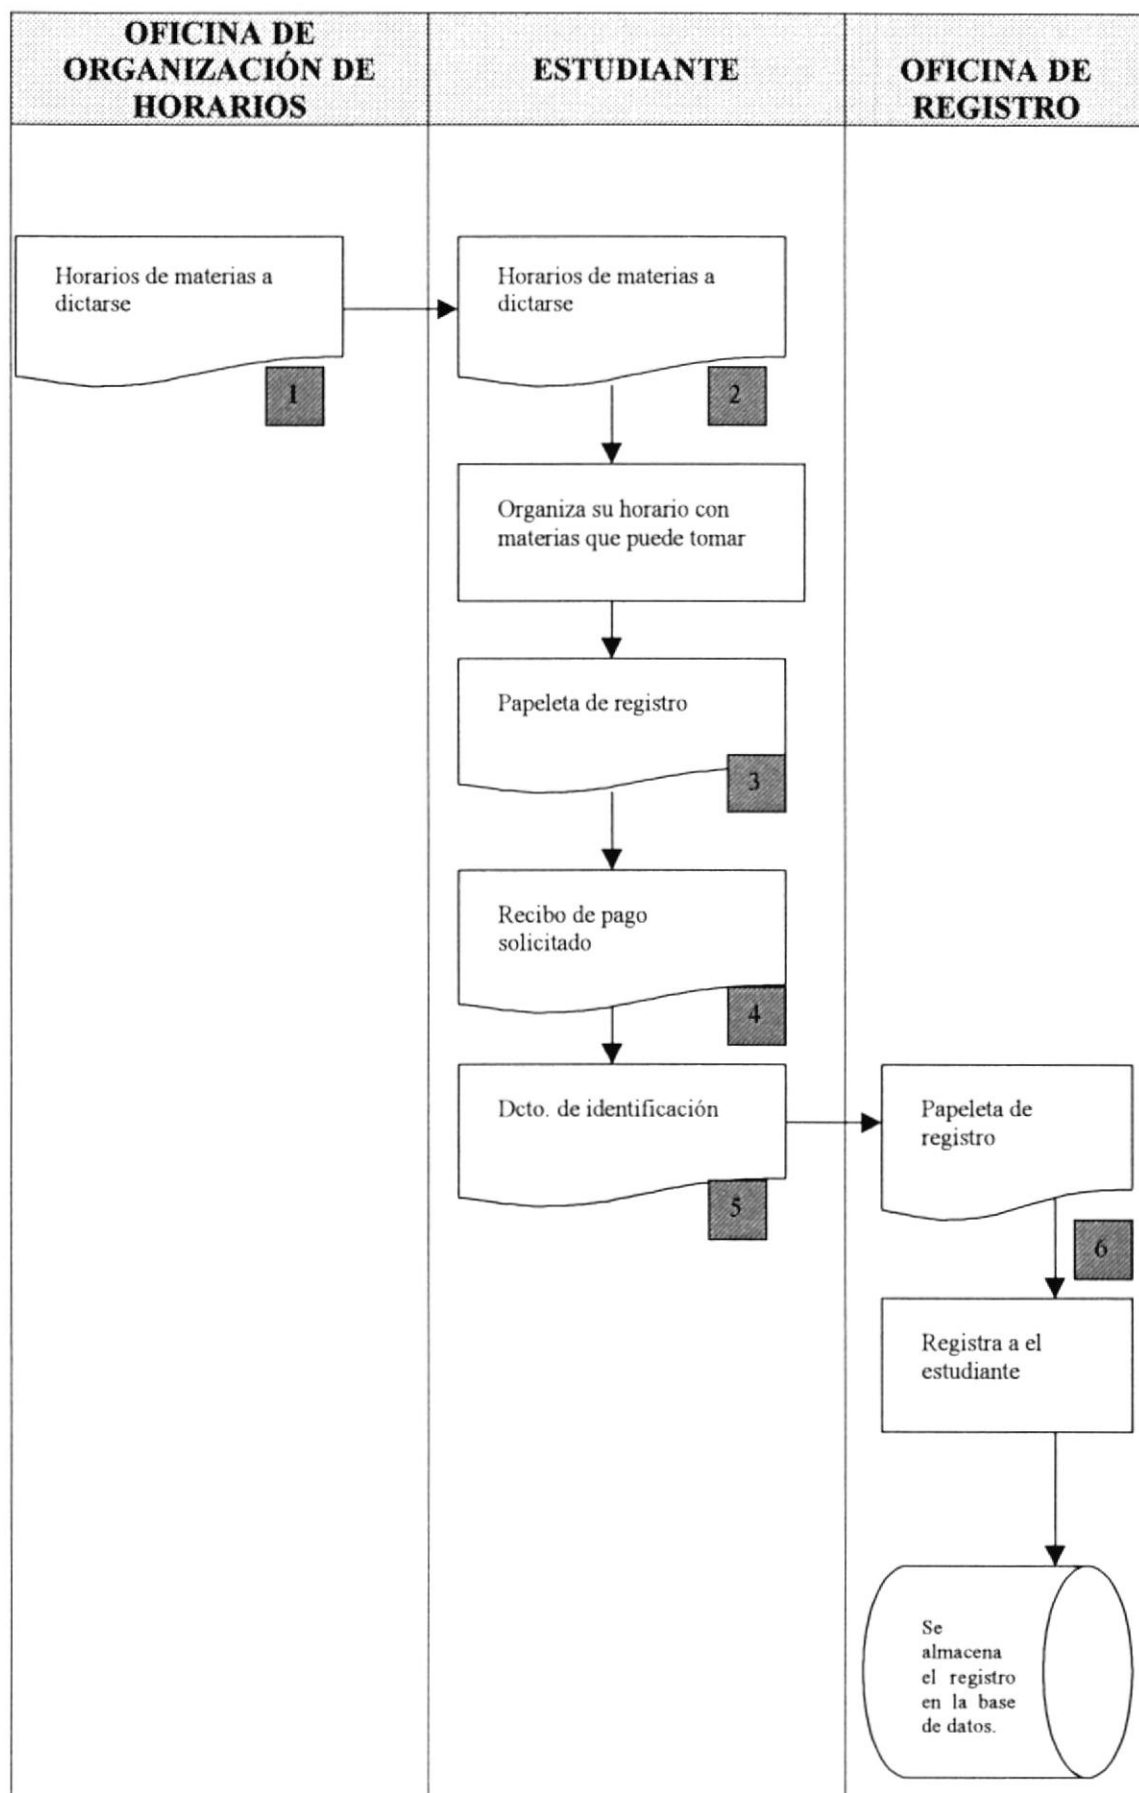 OFICINA DE
ORGANIZACIÓN DE
HORARIOS
ESTUDIANTE
OFICINA DE
REGISTRO
Horarios de materias a
dictarse
1
Horarios de materias a
dictarse
2
Organiza su horario con
materias que puede tomar
Papeleta de registro
3
Recibo de pago
solicitado
4
Dcto. de identificación
5
Papeleta de
registro
6
Registra a el
estudiante
Se
almacena
el registro
en la base
de datos.